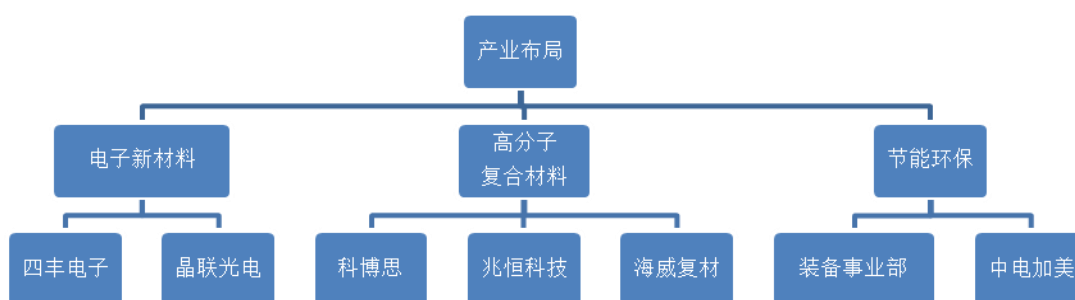 产业布局
电子新材料
高分子
复合材料
节能环保
四丰电子
晶联光电
科博思
兆恒科技
海威复材
装备事业部
中电加美